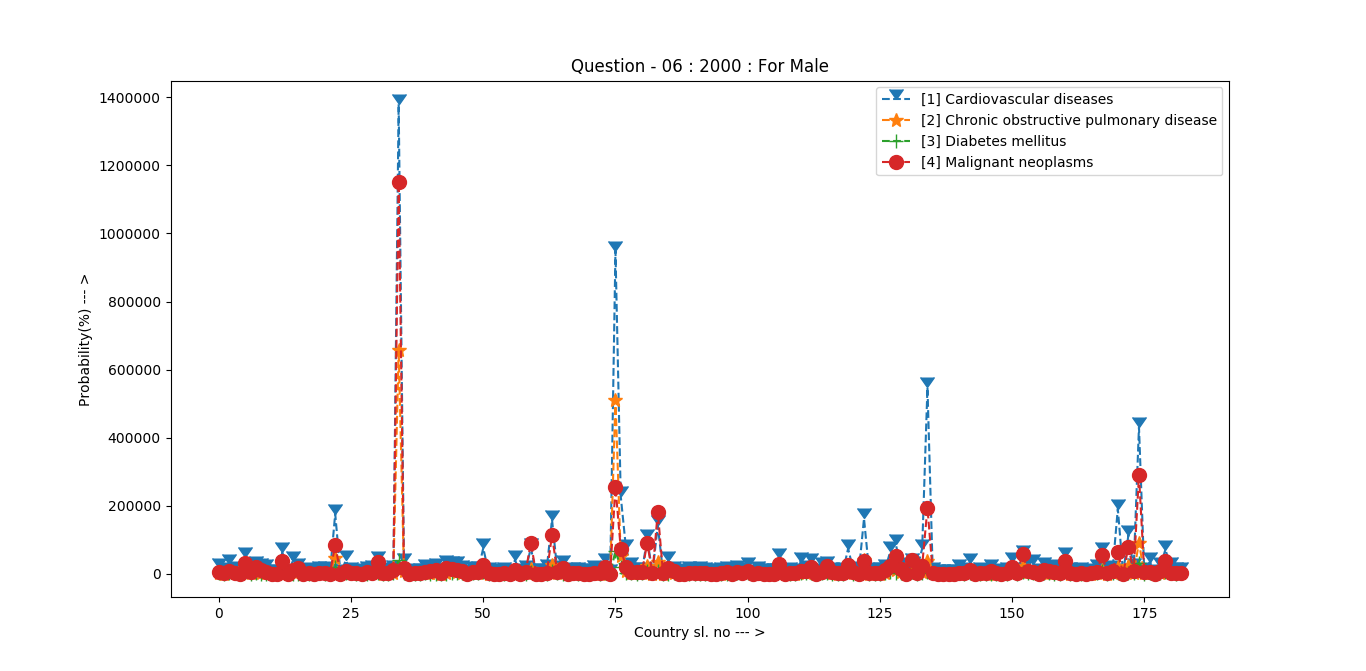 Question - 06 : 2000 : For Male
[1] Cardiovascular diseases
[2] Chronic obstructive pulmonary disease
[3] Diabetes mellitus
[4] Malignant neoplasms
Probability(%) --- >
1400000
1200000
1000000
800000
600000
400000
200000
0
0 25 50 75 100 125 150 175
Country sl. no --- >